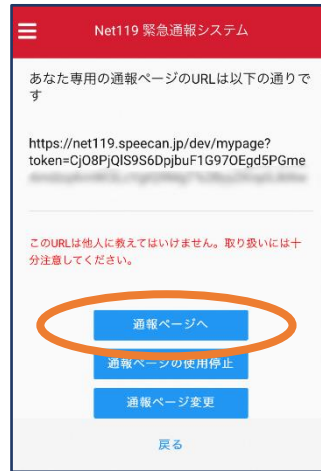 Net119 緊急通報システム
あなた専用の通報ページのURLは以下の通りで
す
https://net119.speecan.jp/dev/mypage?
token=CjO8PjQlS9S6DpjbuF1G97OEgd5PGme
このURLは他人に教えてはいけません。取り扱いには十
分注意してください。
通報ページへ
通報ページの使用停止
通報ページ変更
戻る